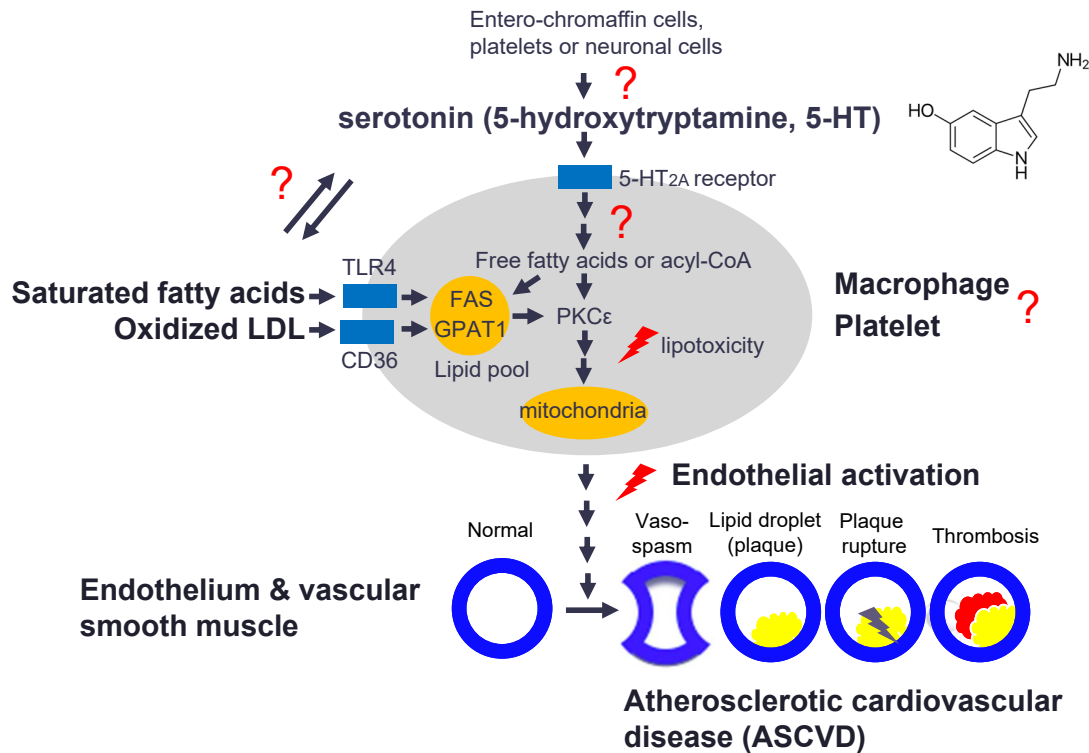 Entero-chromaffin cells,
platelets or neuronal cells
?
serotonin (5-hydroxytryptamine, 5-HT)
NH2
HO
N
H
5-HT2A receptor
?
?
Free fatty acids or acyl-CoA
TLR4
Saturated fatty acids
Oxidized LDL
CD36
FAS
GPAT1
Lipid pool
PKCε
lipotoxicity
mitochondria
Macrophage
Platelet
?
Endothelial activation
Normal
Vaso-
spasm
Lipid droplet
(plaque)
Plaque
rupture
Thrombosis
Endothelium & vascular
smooth muscle
Atherosclerotic cardiovascular
disease (ASCVD)